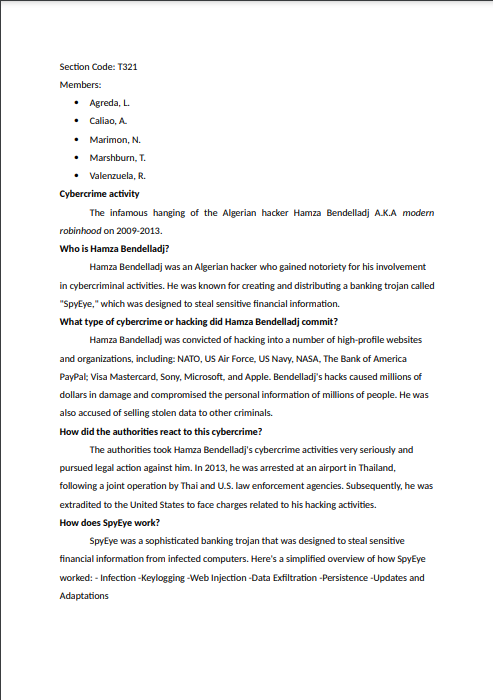 Section Code: T321
Members:
• Agreda, L.
• Caliao, A.
• Marimon, N.
• Marshburn, T.
• Valenzuela, R.
Cybercrime activity
The infamous hanging of the Algerian hacker Hamza Bendelladj A.K.A modern
robinhood on 2009-2013.
Who is Hamza Bendelladj?
Hamza Bendelladj was an Algerian hacker who gained notoriety for his involvement
in cybercriminal activities. He was known for creating and distributing a banking trojan called
"SpyEye," which was designed to steal sensitive financial information.
What type of cybercrime or hacking did Hamza Bendelladj commit?
Hamza Bandelladj was convicted of hacking into a number of high-profile websites
and organizations, including: NATO, US Air Force, US Navy, NASA, The Bank of America
PayPal; Visa Mastercard, Sony, Microsoft, and Apple. Bendelladj's hacks caused millions of
dollars in damage and compromised the personal information of millions of people. He was
also accused of selling stolen data to other criminals.
How did the authorities react to this cybercrime?
The authorities took Hamza Bendelladj's cybercrime activities very seriously and
pursued legal action against him. In 2013, he was arrested at an airport in Thailand,
following a joint operation by Thai and U.S. law enforcement agencies. Subsequently, he was
extradited to the United States to face charges related to his hacking activities.
How does SpyEye work?
SpyEye was a sophisticated banking trojan that was designed to steal sensitive
financial information from infected computers. Here's a simplified overview of how SpyEye
worked: - Infection -Keylogging -Web Injection -Data Exfiltration -Persistence -Updates and
Adaptations